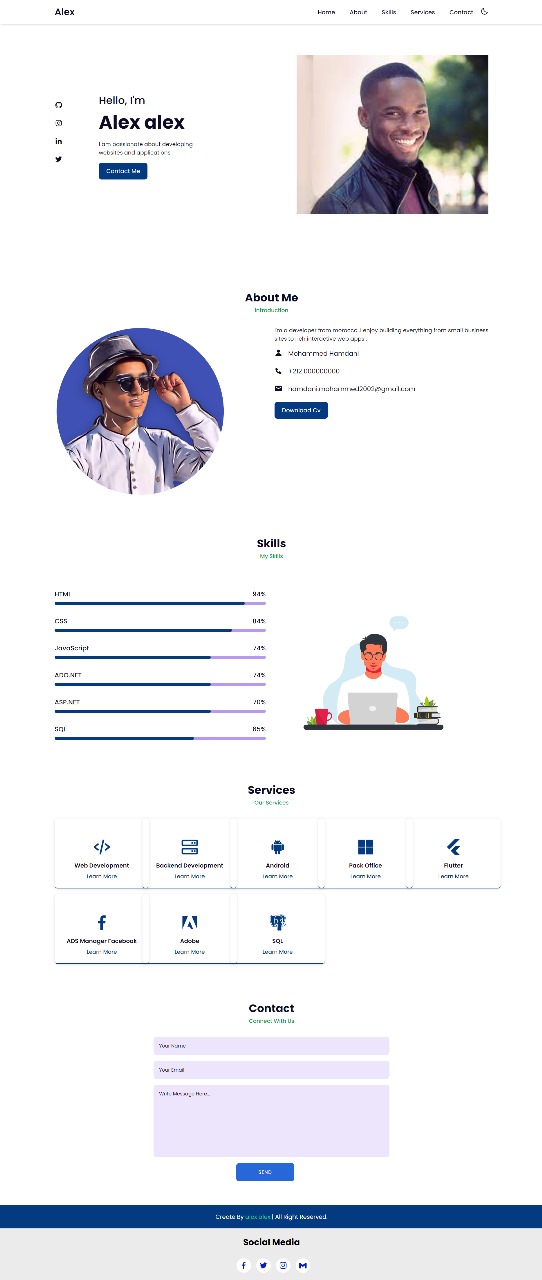 Alex
Home About Skills Services Contact
Hello, I'm
Alex alex
I am passionate about developing
websites and applications
Contact Me
About Me
Introduction
I'm a developer from morocco.I enjoy building everything from small business
sites to rich interactive web apps .
Mohammed Hamdani
+212 000000000
hamdani.mohammed2002@gmail.com
Download Cv
Skills
My Skills
HTML 94%
CSS 84%
JavaScript 74%
ADO.NET 74%
ASP.NET 70%
SQL 65%
Services
Our Services
Web Development Backend Development Android Pack Office Flutter
Learn More Learn More Learn More Learn More Learn More
ADS Manager Facebook Adobe SQL
Learn More Learn More Learn More
Contact
Connect With Us
Your Name
Your Email
Write Message Here...
SEND
Create By alex alex | All Right Reserved.
Social Media